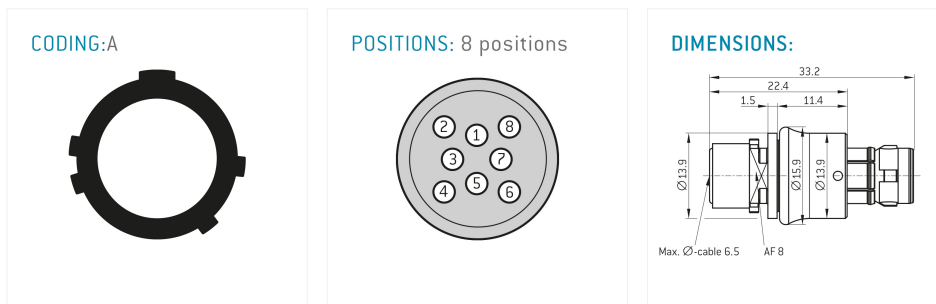 CODING:A
POSITIONS: 8 positions
2
1
8
3
7
4
5
6
DIMENSIONS:
33.2
22.4
1.5
11.4
Ø13.9
Ø15.9
Ø13.9
Max. Ø-cable 6.5
AF 8